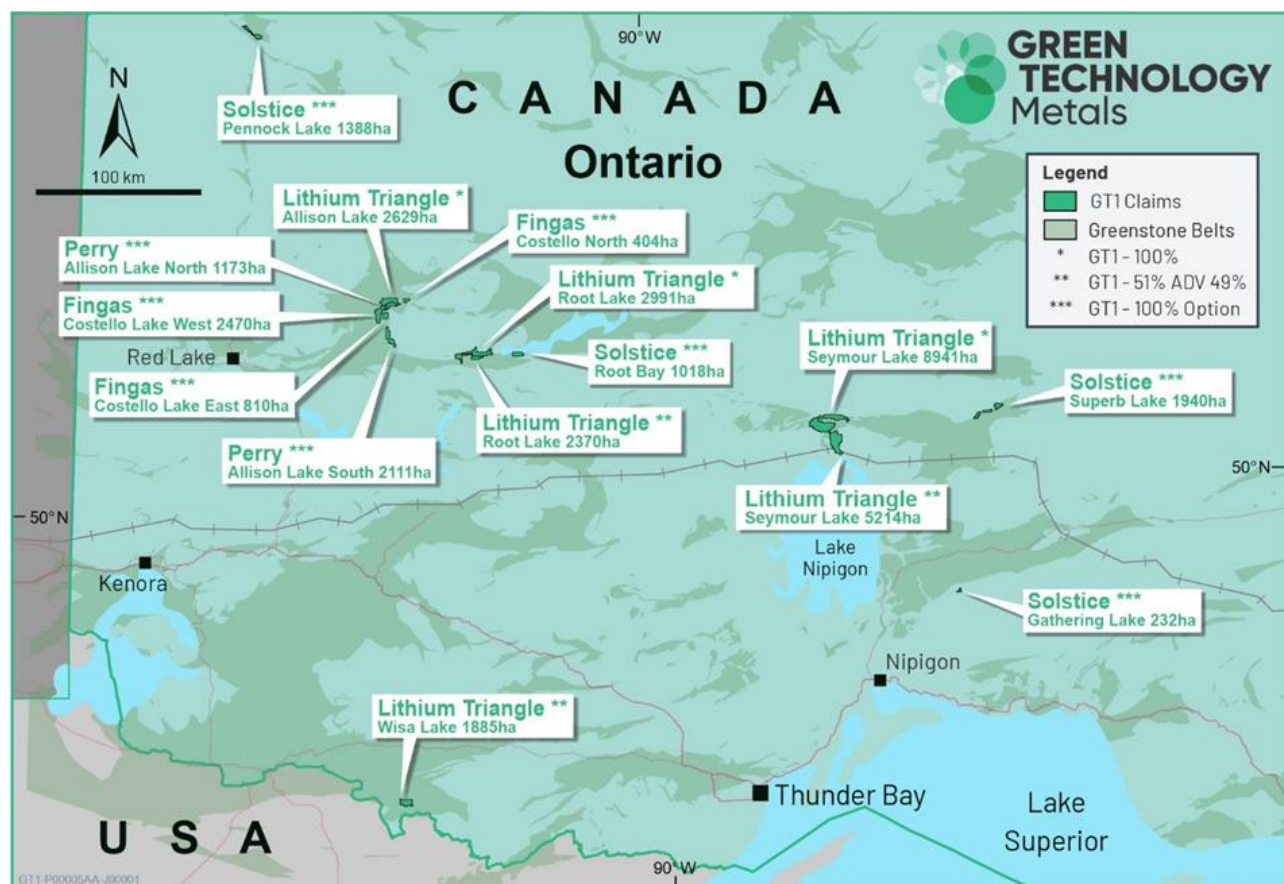 90°W
GREEN
TECHNOLOGY
Metals
N
100 km
CANADA
Ontario
Solstice ***
Pennock Lake 1388ha
Legend
GT1 Claims
Greenstone Belts
* GT1 - 100%
** GT1 - 51% ADV 49%
*** GT1 - 100% Option
Lithium Triangle *
Allison Lake 2629ha
Fingas ***
Costello North 404ha
Perry ***
Allison Lake North 1173ha
Lithium Triangle *
Root Lake 2991ha
Fingas ***
Costello Lake West 2470ha
Red Lake
Solstice ***
Root Bay 1018ha
Lithium Triangle *
Seymour Lake 8941ha
Solstice ***
Superb Lake 1940ha
Fingas ***
Costello Lake East 810ha
Lithium Triangle **
Root Lake 2370ha
Perry ***
Allison Lake South 2111ha
50°N
Lithium Triangle **
Seymour Lake 5214ha
50°N
Lake
Nipigon
Kenora
Solstice ***
Gathering Lake 232ha
Nipigon
Lithium Triangle **
Wisa Lake 1885ha
Thunder Bay
Lake
Superior
USA
90°W
GT1-P00005AA-J00001